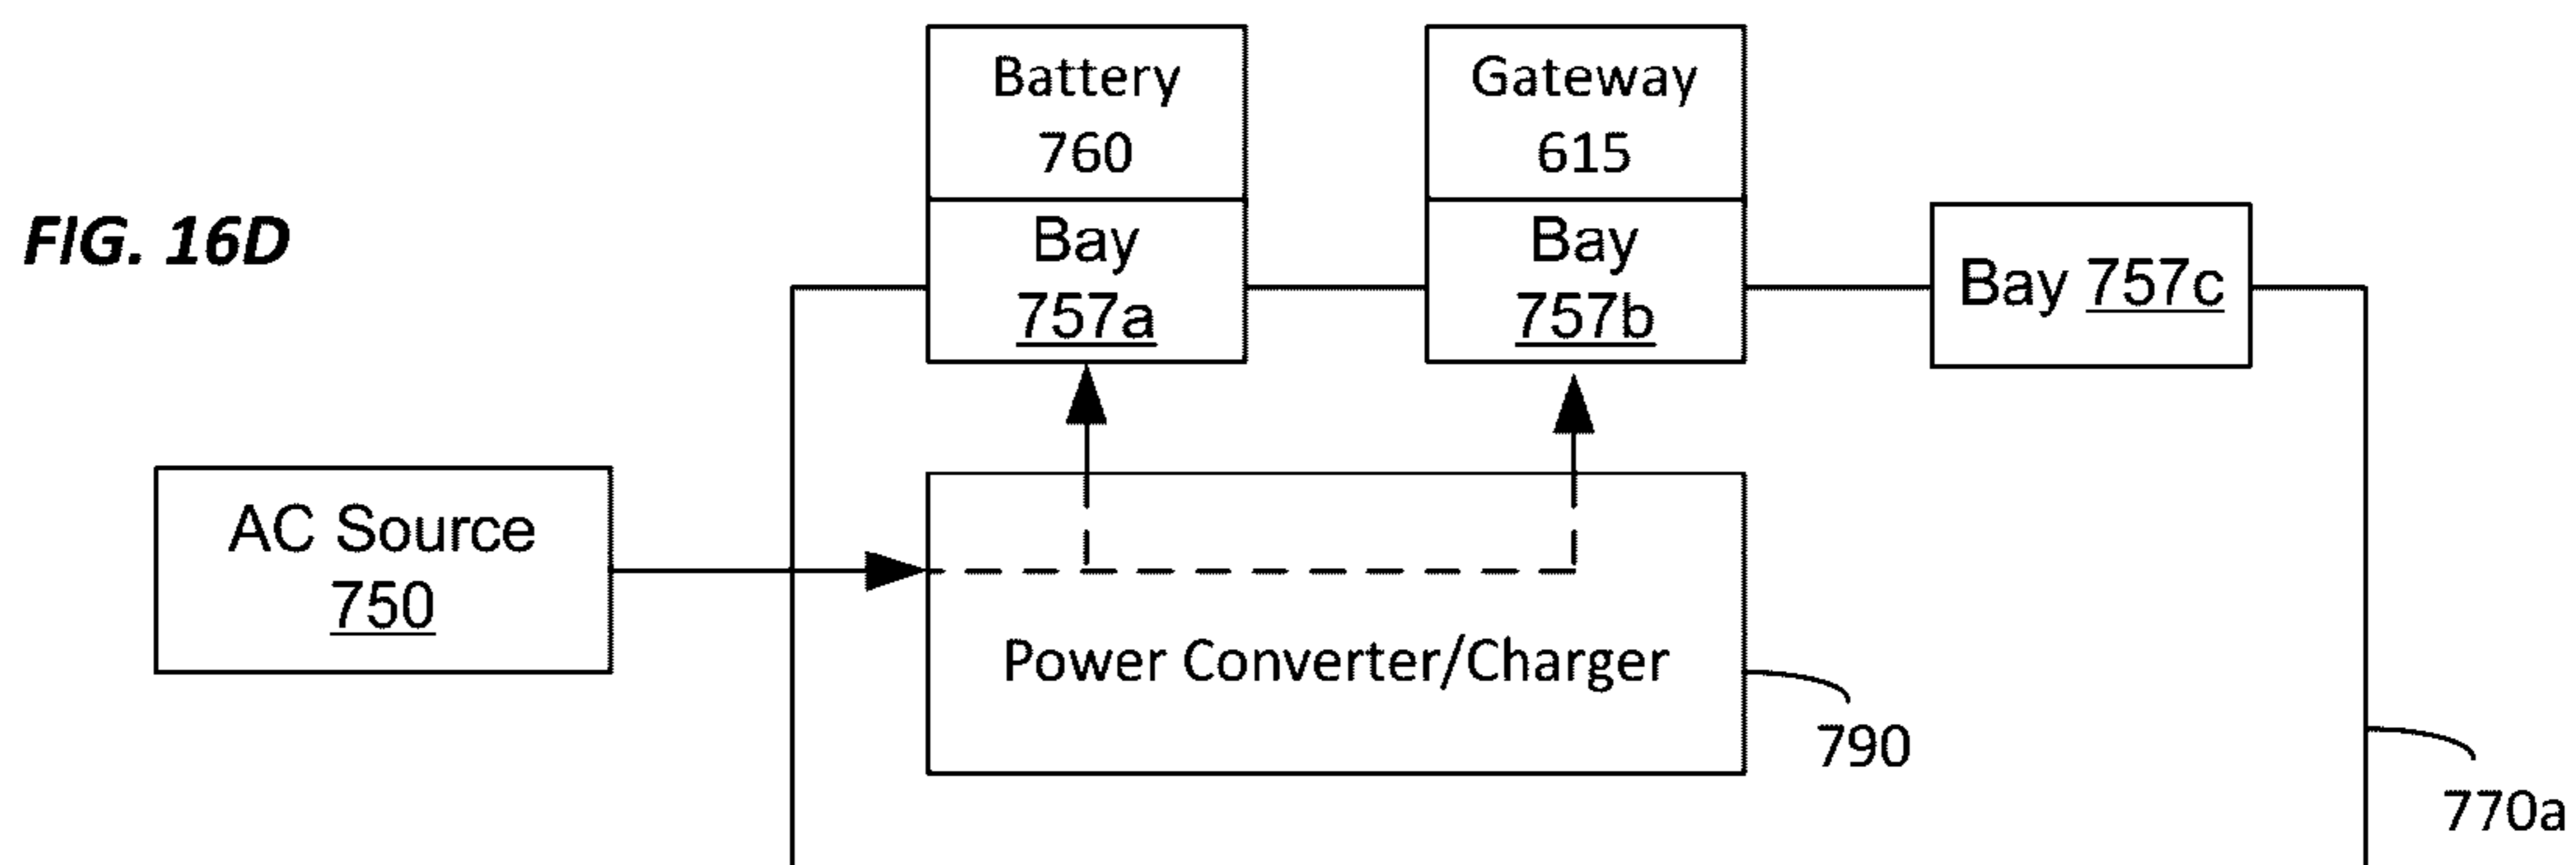 Battery
760
Gateway
615
FIG. 16D
Bay
757a
Bay
757b
Bay 757c
AC Source
750
Power Converter/Charger
790
770a